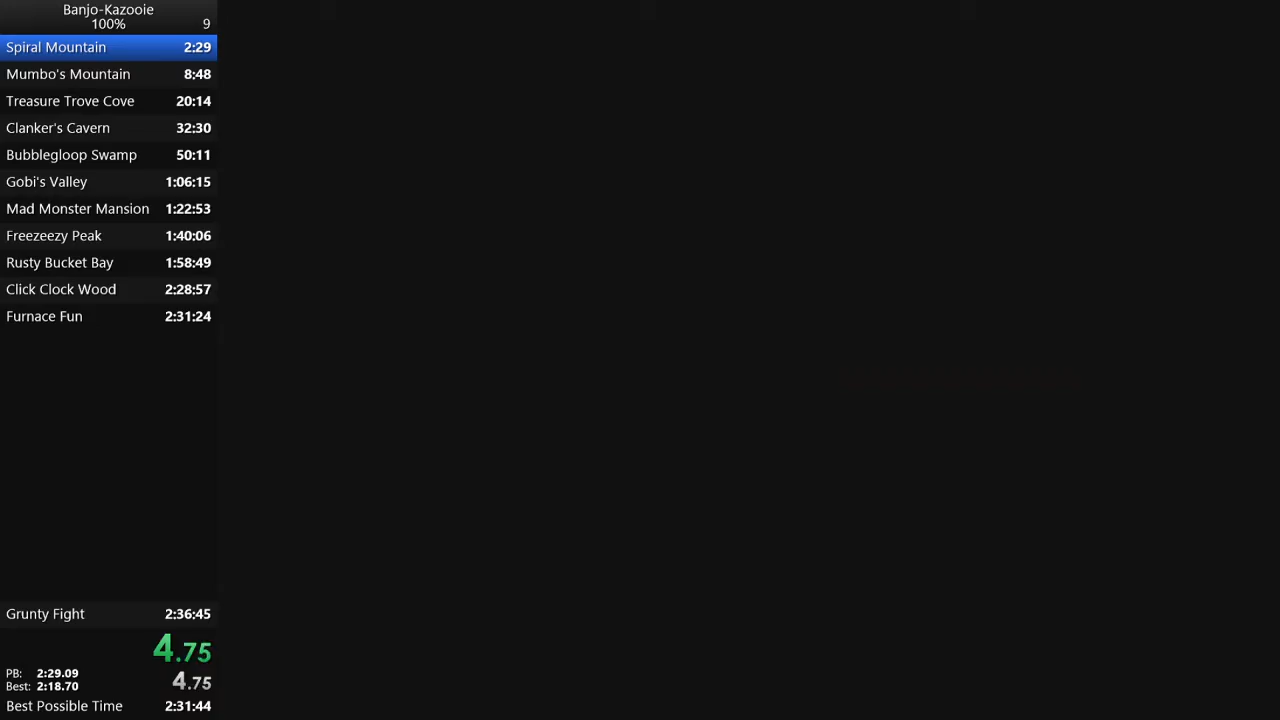 Banjo-Kazooie
100% 9
Spiral Mountain 2:29
Mumbo's Mountain 8:48
Treasure Trove Cove 20:14
Clanker's Cavern 32:30
Bubblegloop Swamp 50:11
Gobi's Valley 1:06:15
Mad Monster Mansion 1:22:53
Freezeezy Peak 1:40:06
Rusty Bucket Bay 1:58:49
Click Clock Wood 2:28:57
Furnace Fun 2:31:24
Grunty Fight 2:36:45
4.75
PB: 2:29.09
Best: 2:18.70 4.75
Best Possible Time 2:31:44